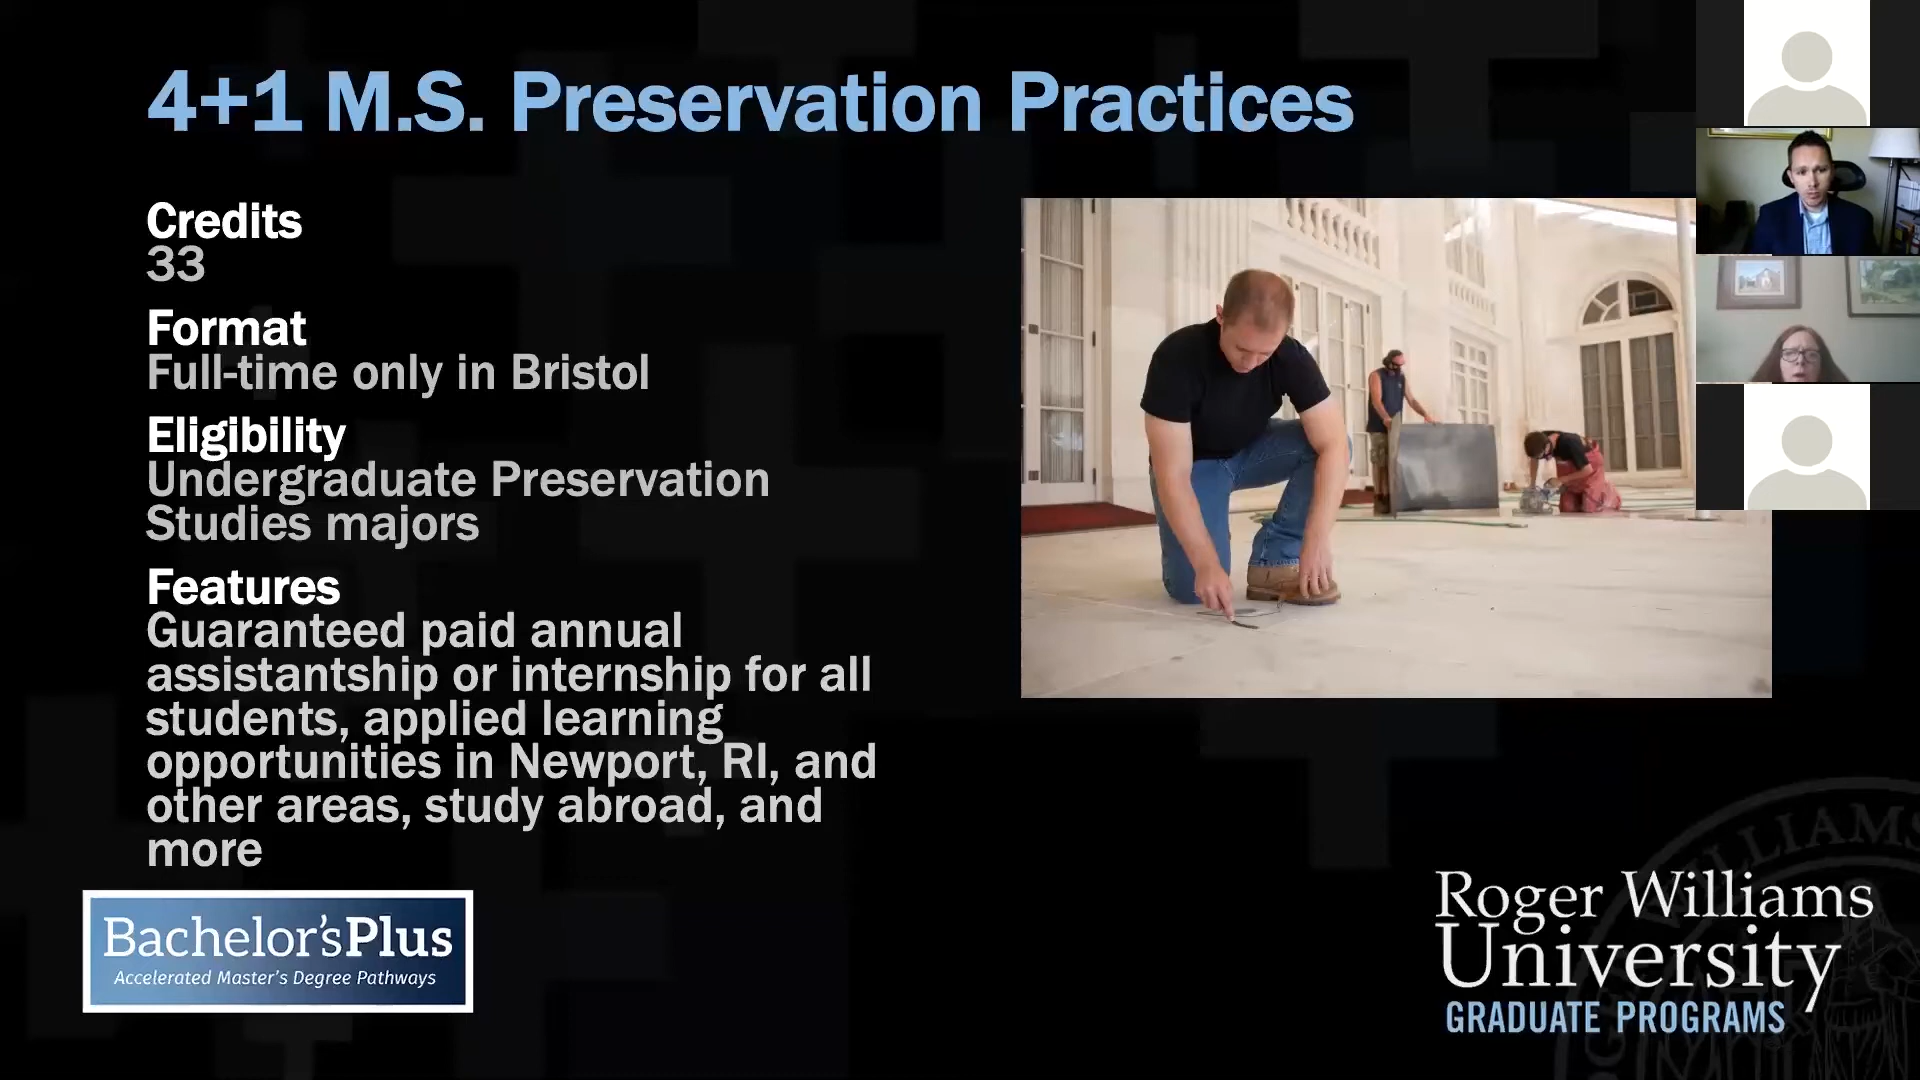 4+1 M.S. Preservation Practices
Credits
33
Format
Full-time only in Bristol
Eligibility
Undergraduate Preservation
Studies majors
Features
Guaranteed paid annual
assistantship or internship for all
students, applied learning
opportunities in Newport, RI, and
other areas, study abroad, and
more
Bachelor'sPlus
Accelerated Master's Degree Pathways
WILLIAMS
Roger Williams
University
GRADUATE PROGRAMS